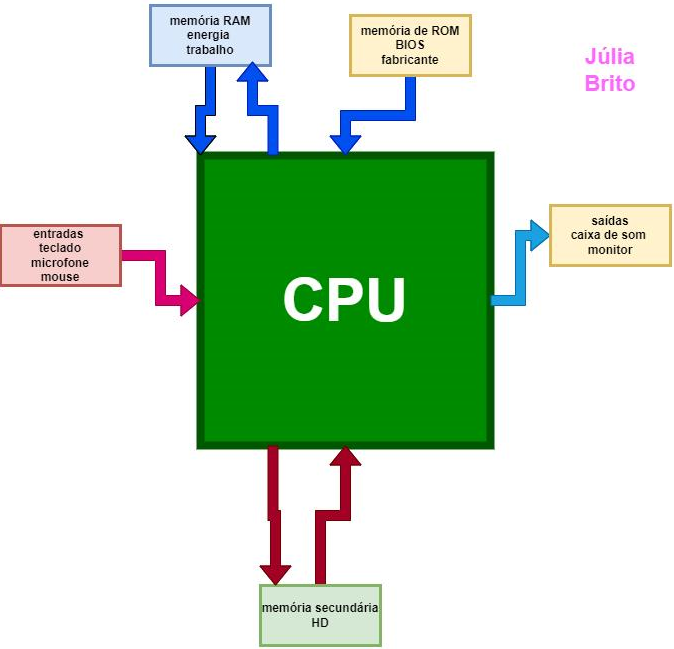 memória RAM
energia
trabalho
memória de ROM
BIOS
fabricante
Júlia
Brito
entradas
teclado
microfone
mouse
CPU
saídas
caixa de som
monitor
memória secundária
HD